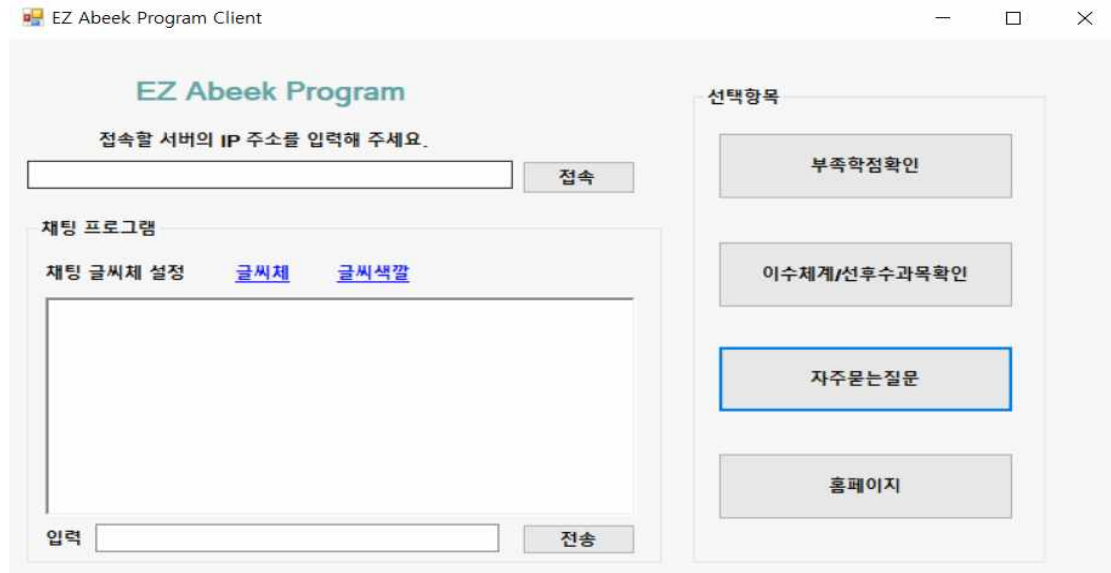 EZ Abeek Program Client
EZ Abeek Program
접속할 서버의 IP 주소를 입력해 주세요.
접속
채팅 프로그램
채팅 글씨체 설정 글씨체 글씨색깔
입력 전송
선택항목
부족학점확인
이수체계/선후수과목확인
자주묻는질문
홈페이지